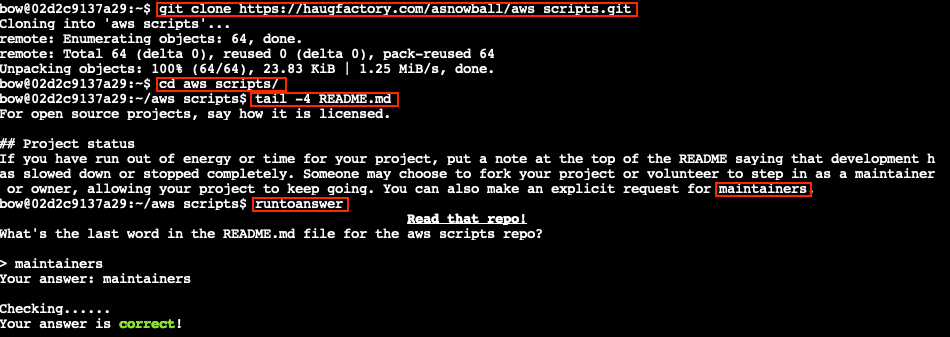 bow@02d2c9137a29:~$ git clone https://haugfactory.com/asnowball/aws scripts.git
Cloning into 'aws scripts'...
remote: Enumerating objects: 64, done.
remote: Total 64 (delta 0), reused 0 (delta 0), pack-reused 64
Unpacking objects: 100% (64/64), 23.83 KiB | 1.25 MiB/s, done.
bow@02d2c9137a29:~$ cd aws scripts/
bow@02d2c9137a29:~/aws scripts$ tail -4 README.md
For open source projects, say how it is licensed.
## Project status
If you have run out of energy or time for your project, put a note at the top of the README saying that development h
as slowed down or stopped completely. Someone may choose to fork your project or volunteer to step in as a maintainer
or owner, allowing your project to keep going. You can also make an explicit request for maintainers.
bow@02d2c9137a29:~/aws scripts$ runtoanswer
Read that repo!
What's the last word in the README.md file for the aws scripts repo?
> maintainers
Your answer: maintainers
Checking......
Your answer is correct!